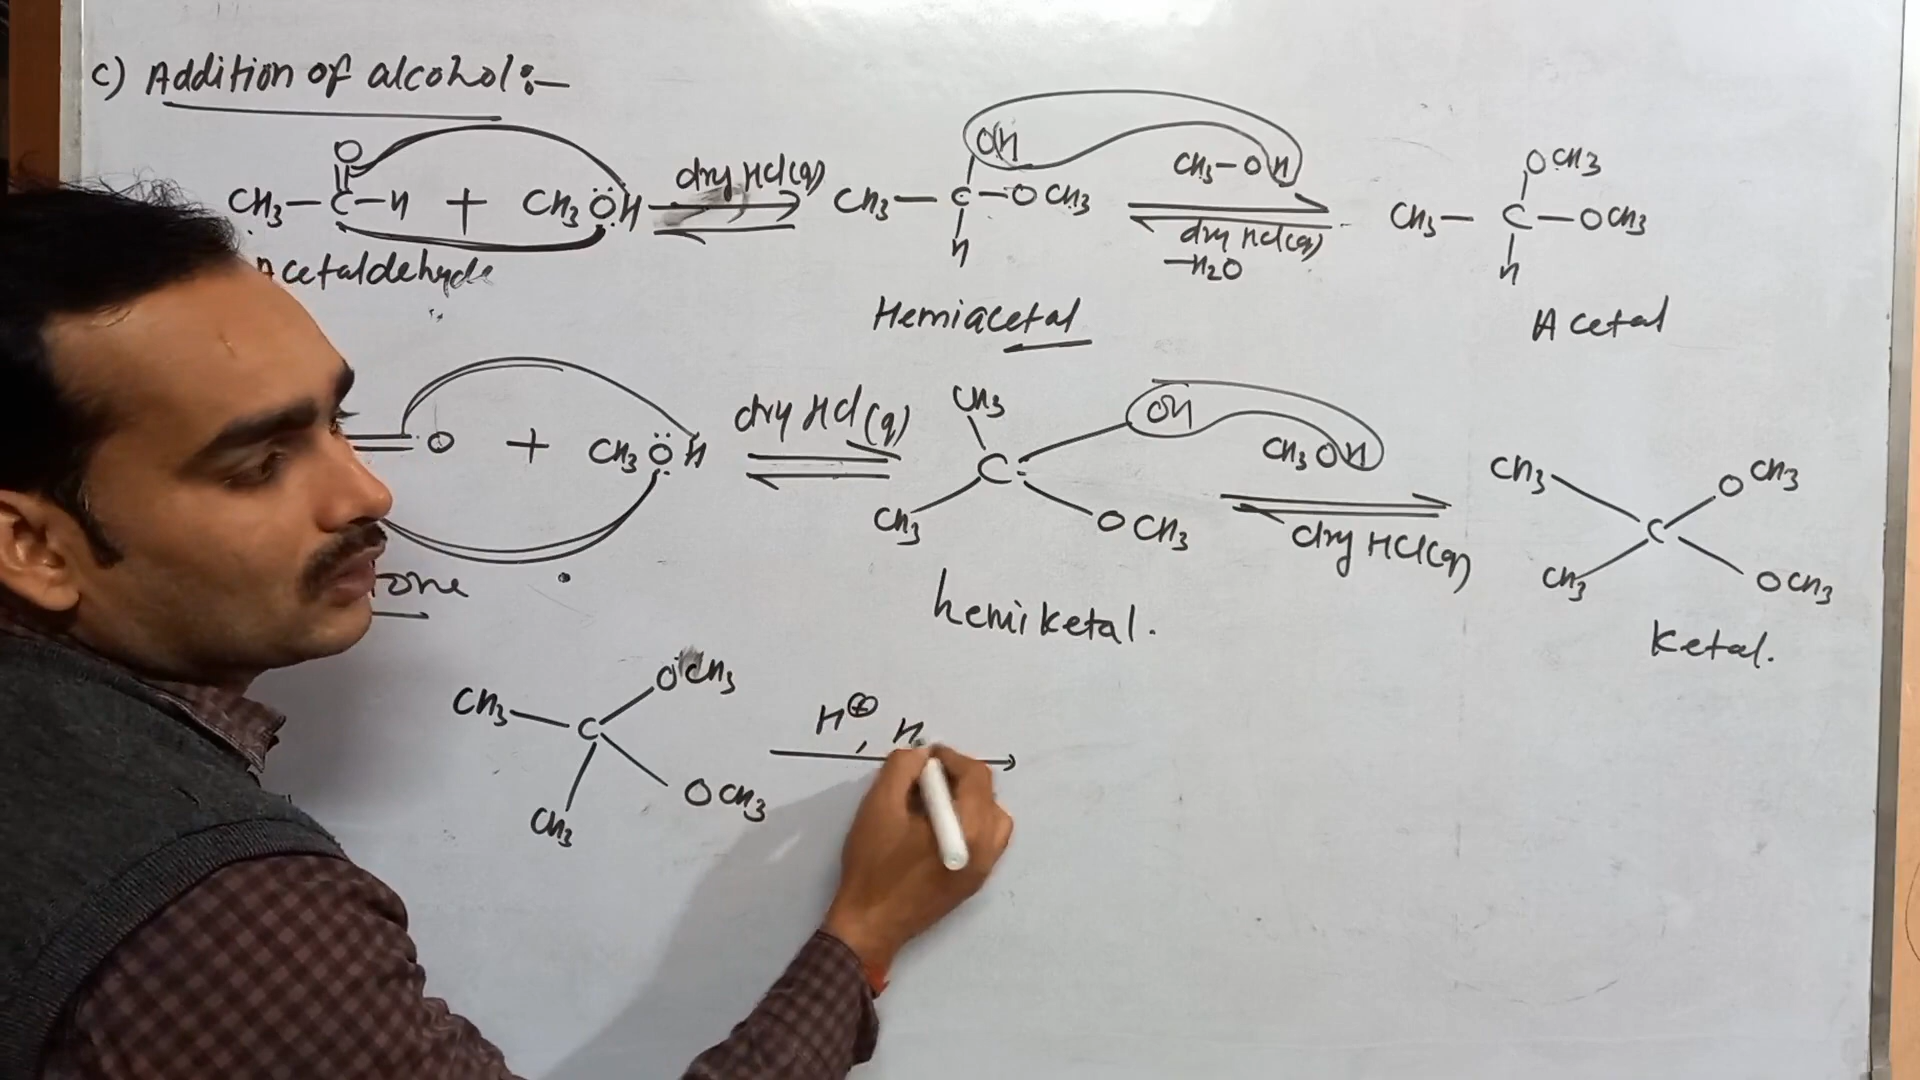 c) Addition of alcohol:-
O
CH3-C-H + CH3ÖH dry HCl(g) CH3-C-OCH3 OH CH3-OH dry HCl(g) CH3-C-OCH3 OCH3
H -H2O H
Acetaldehyde
Hemiacetal Acetal
=O + CH3ÖH dry HCl(g) CH3 C OH CH3OH CH3 C OCH3
CH3 OCH3 dry HCl(g) CH3 OCH3
one hemiketal. Ketal.
CH3-C OCH3 H⊕, H
CH3 OCH3